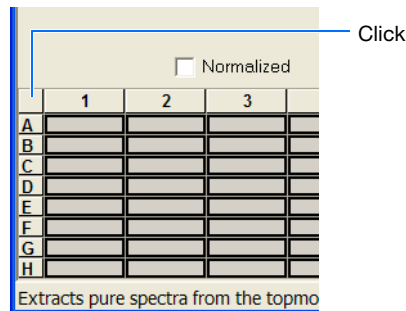 Click
Normalized
1 2 3
A
B
C
D
E
F
G
H
Extracts pure spectra from the topmo